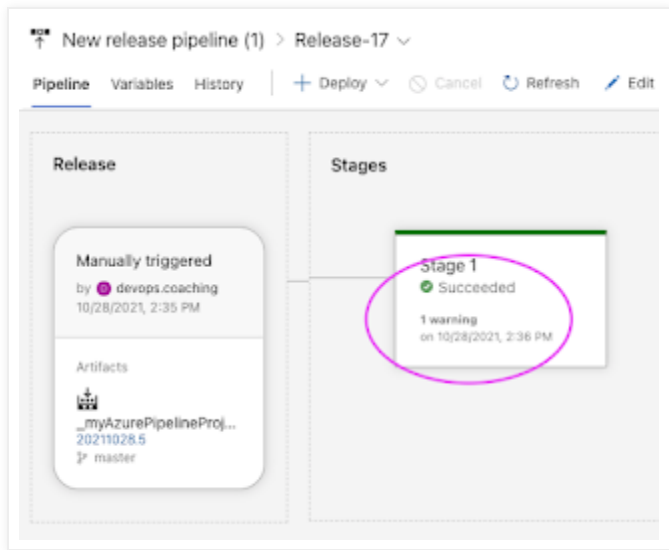 New release pipeline (1) > Release-17
Pipeline Variables History + Deploy Cancel Refresh Edit
Release
Stages
Manually triggered
by devops.coaching
10/28/2021, 2:35 PM
Stage 1
Succeeded
1 warning
on 10/28/2021, 2:36 PM
Artifacts
_myAzurePipelineProj...
20211028.5
master